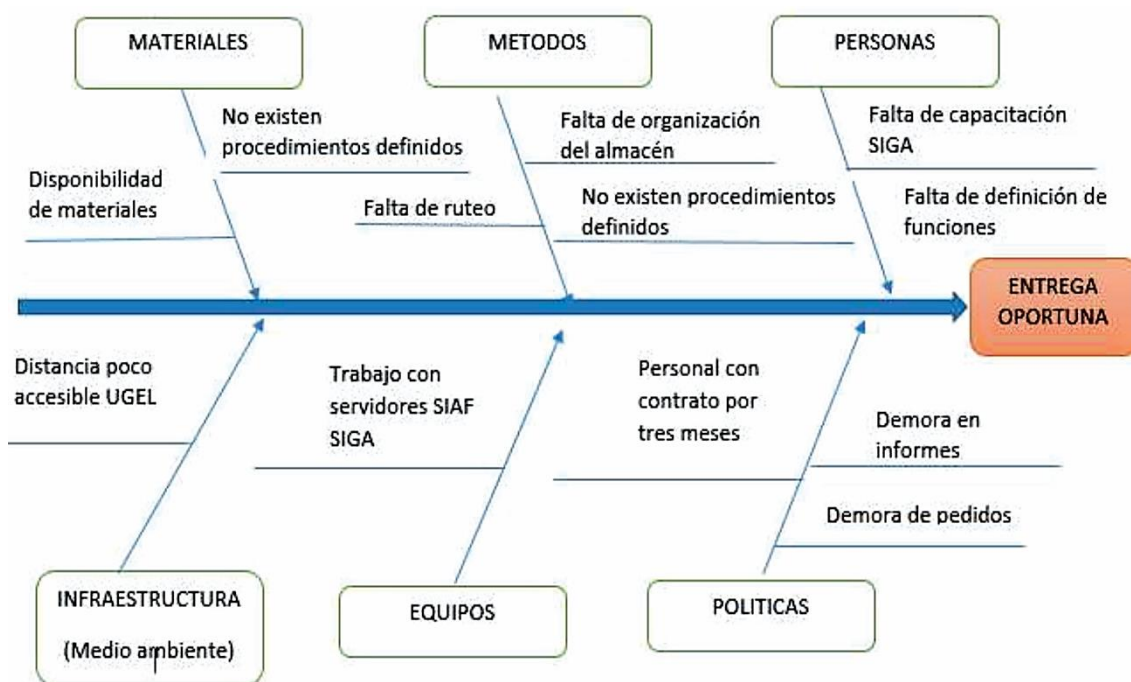 MATERIALES
METODOS
PERSONAS
No existen
procedimientos definidos
Disponibilidad
de materiales
Falta de organización
del almacén
Falta de ruteo
No existen procedimientos
definidos
Falta de capacitación
SIGA
Falta de definición de
funciones
ENTREGA
OPORTUNA
Distancia poco
accesible UGEL
Trabajo con
servidores SIAF
SIGA
Personal con
contrato por
tres meses
Demora en
informes
Demora de pedidos
INFRAESTRUCTURA
(Medio ambiente)
EQUIPOS
POLITICAS